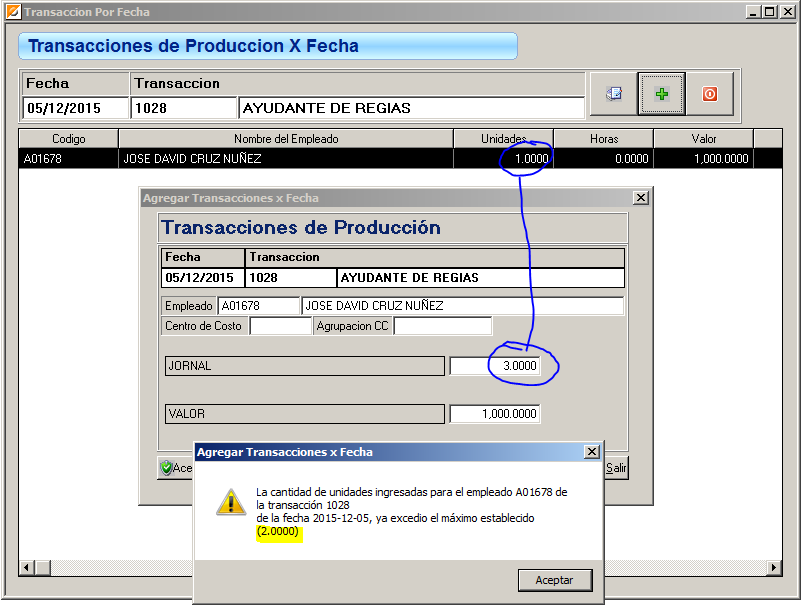 Transaccion Por Fecha
Transacciones de Produccion X Fecha
Fecha Transaccion
05/12/2015 1028 AYUDANTE DE REGIAS
Codigo Nombre del Empleado Unidades Horas Valor
A01678 JOSE DAVID CRUZ NUÑEZ 1.0000 0.0000 1,000.0000
Agregar Transacciones x Fecha
Transacciones de Producción
Fecha Transaccion
05/12/2015 1028 AYUDANTE DE REGIAS
Empleado A01678 JOSE DAVID CRUZ NUÑEZ
Centro de Costo Agrupacion CC
JORNAL 3.0000
VALOR 1,000.0000
Ace Salir
Agregar Transacciones x Fecha
La cantidad de unidades ingresadas para el empleado A01678 de
la transacción 1028
de la fecha 2015-12-05, ya excedio el máximo establecido
(2.0000)
Aceptar